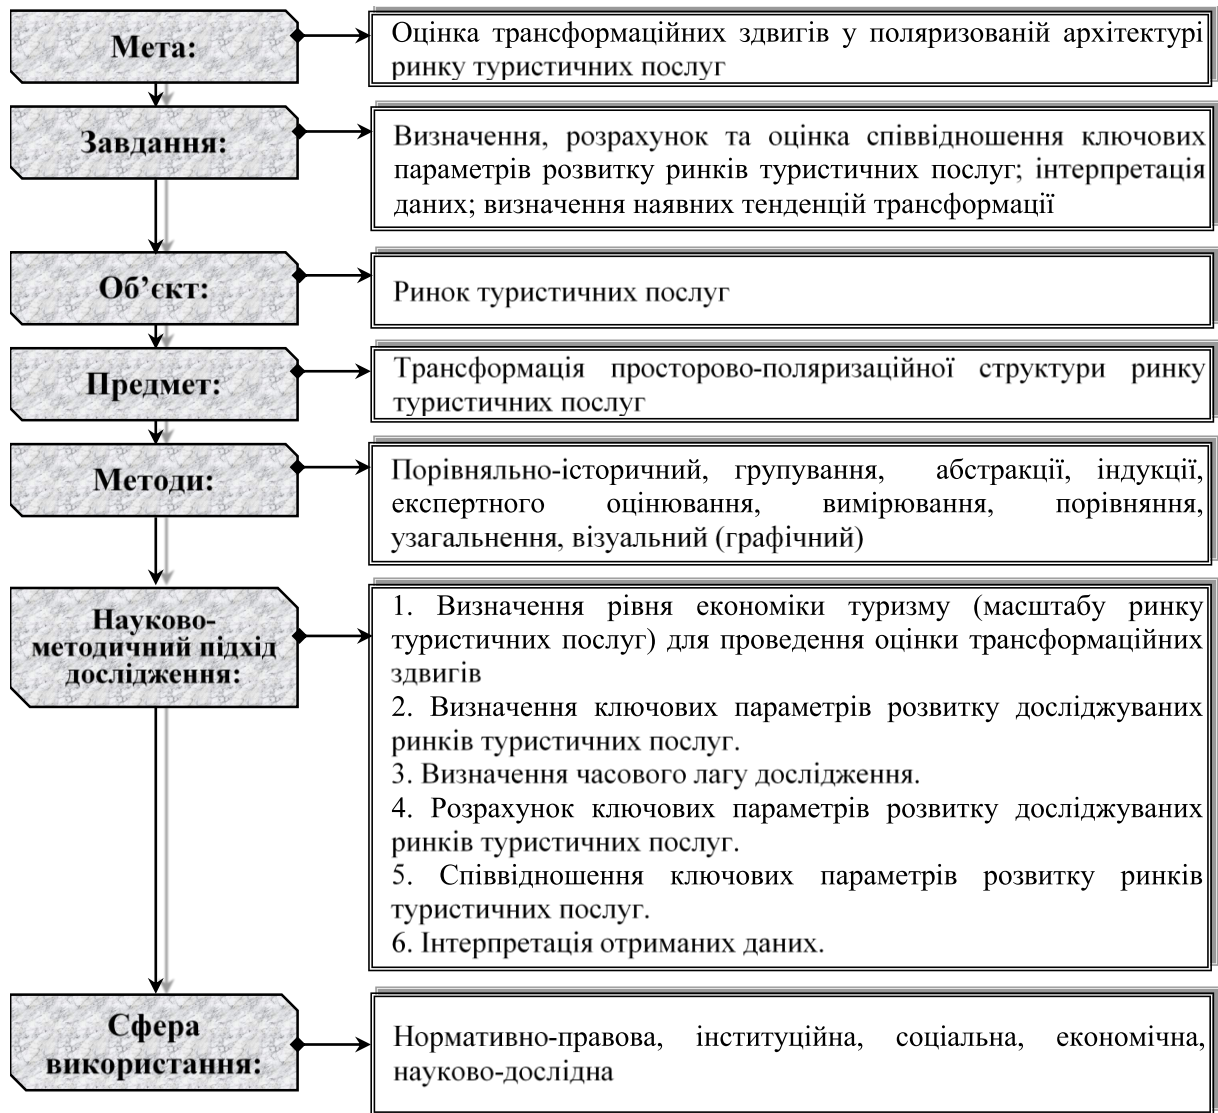 Мета:
Оцінка трансформаційних здвигів у поляризованій архітектурі
ринку туристичних послуг
Завдання:
Визначення, розрахунок та оцінка співвідношення ключових
параметрів розвитку ринків туристичних послуг; інтерпретація
даних; визначення наявних тенденцій трансформації
Об’єкт:
Ринок туристичних послуг
Предмет:
Трансформація просторово-поляризаційної структури ринку
туристичних послуг
Методи:
Порівняльно-історичний, групування, абстракції, індукції,
експертного оцінювання, вимірювання, порівняння,
узагальнення, візуальний (графічний)
Науково-
методичний підхід
дослідження:
1. Визначення рівня економіки туризму (масштабу ринку
туристичних послуг) для проведення оцінки трансформаційних
здвигів
2. Визначення ключових параметрів розвитку досліджуваних
ринків туристичних послуг.
3. Визначення часового лагу дослідження.
4. Розрахунок ключових параметрів розвитку досліджуваних
ринків туристичних послуг.
5. Співвідношення ключових параметрів розвитку ринків
туристичних послуг.
6. Інтерпретація отриманих даних.
Сфера
використання:
Нормативно-правова, інституційна, соціальна, економічна,
науково-дослідна